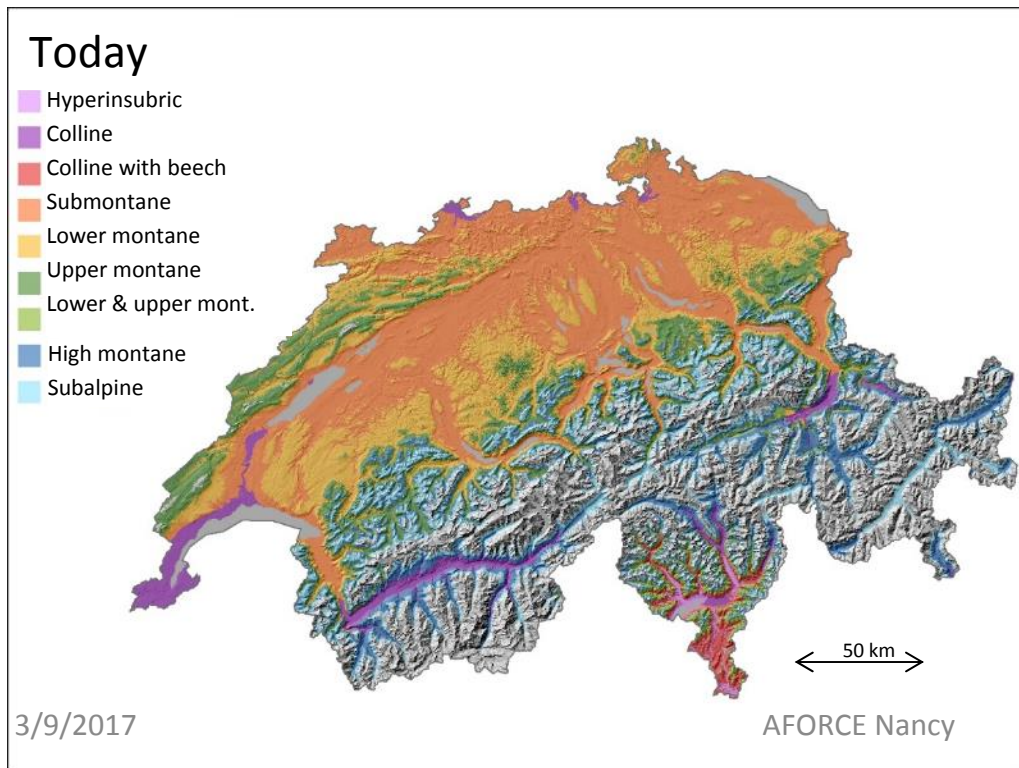 Today
Hyperinsubric
Colline
Colline with beech
Submontane
Lower montane
Upper montane
Lower & upper mont.
High montane
Subalpine
50 km
3/9/2017
AFORCE Nancy